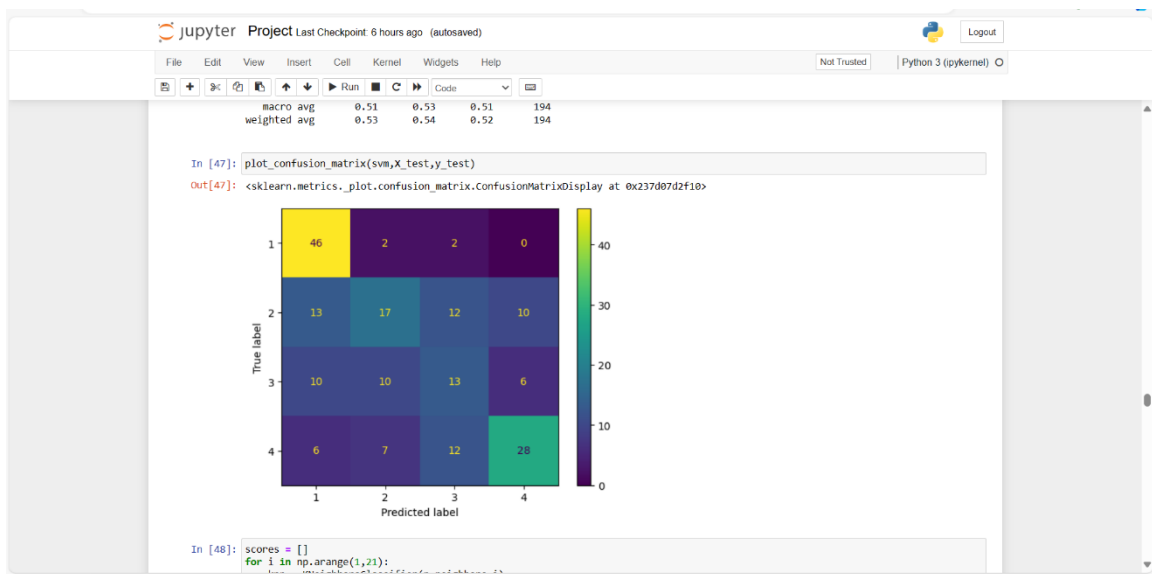 jupyter Project Last Checkpoint: 6 hours ago (autosaved)
Logout
File Edit View Insert Cell Kernel Widgets Help
Not Trusted
Python 3 (ipykernel)
Run
Code
macro avg 0.51 0.53 0.51 194
weighted avg 0.53 0.54 0.52 194
In [47]: plot_confusion_matrix(svm,X_test,y_test)
Out[47]: <sklearn.metrics._plot.confusion_matrix.ConfusionMatrixDisplay at 0x237d07d2f10>
1 46 2 2 0
2 13 17 12 10
3 10 10 13 6
4 6 7 12 28
1 2 3 4
True label
Predicted label
40
30
20
10
0
In [48]: scores = []
for i in np.arange(1,21):